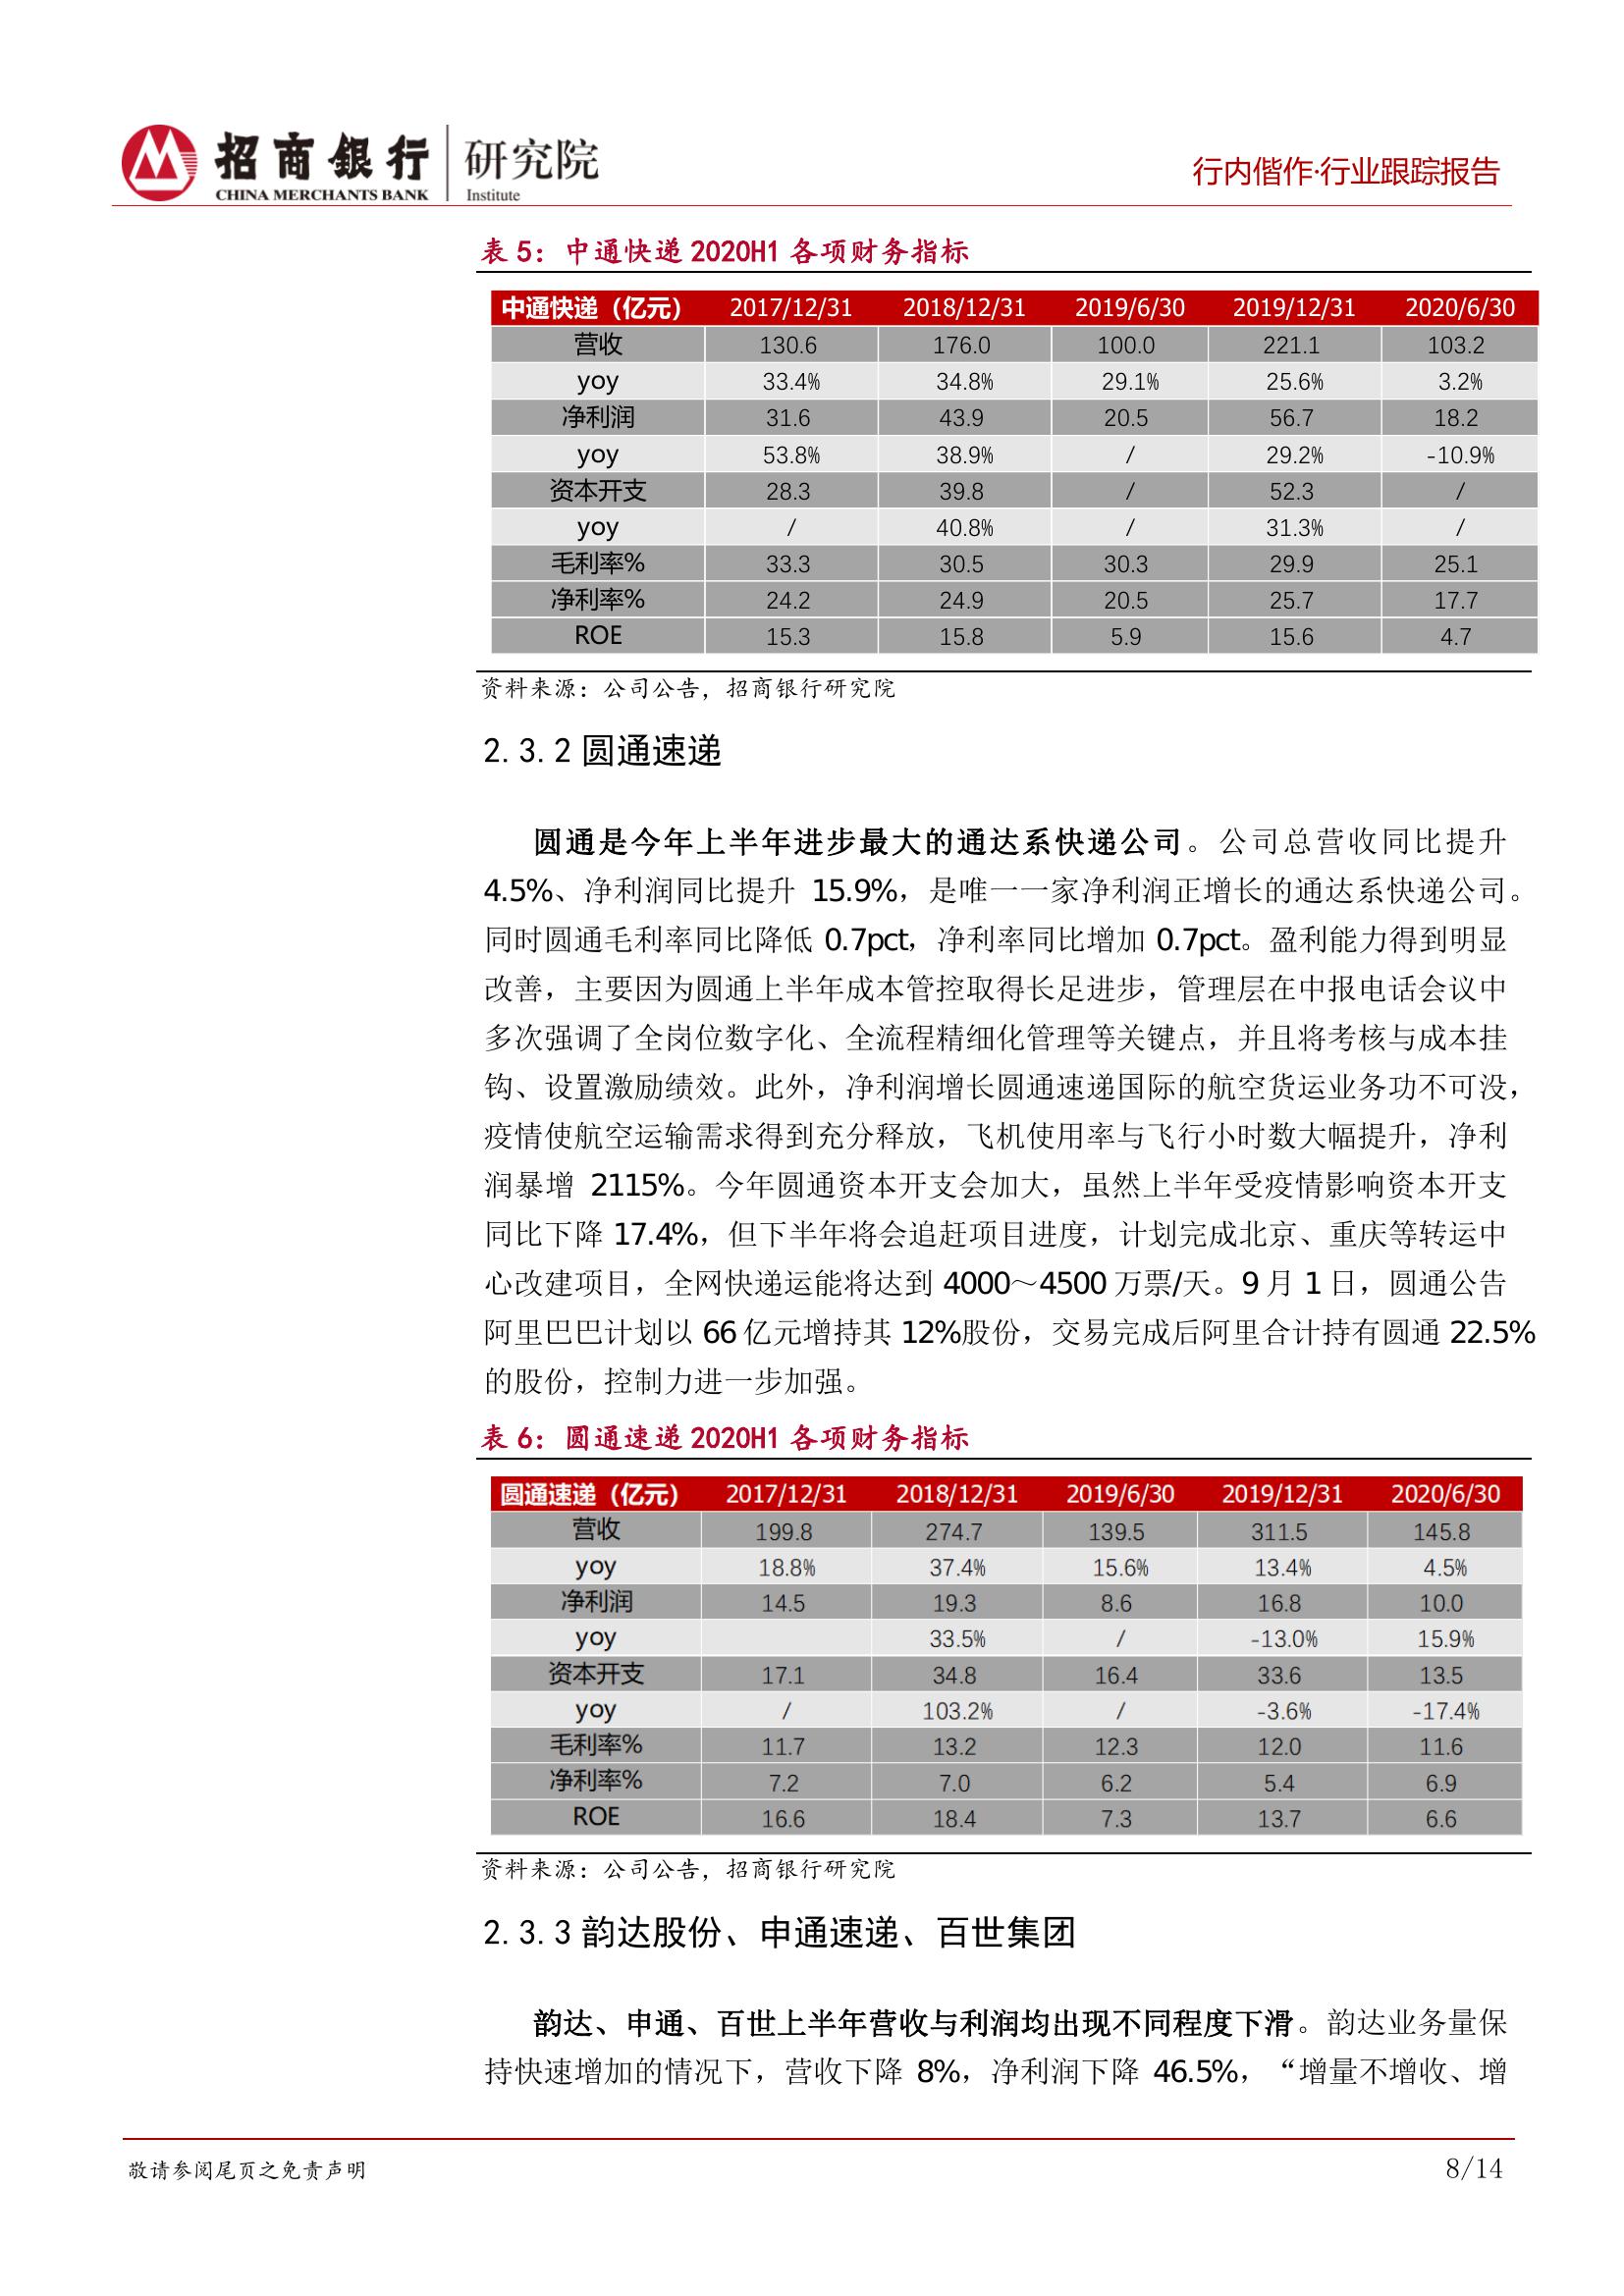 招商银行 研究院
CHINA MERCHANTS BANK Institute
行内偕作·行业跟踪报告
表 5：中通快递 2020H1 各项财务指标
中通快递（亿元） 2017/12/31 2018/12/31 2019/6/30 2019/12/31 2020/6/30
营收 130.6 176.0 100.0 221.1 103.2
yoy 33.4% 34.8% 29.1% 25.6% 3.2%
净利润 31.6 43.9 20.5 56.7 18.2
yoy 53.8% 38.9% / 29.2% -10.9%
资本开支 28.3 39.8 / 52.3 /
yoy / 40.8% / 31.3% /
毛利率% 33.3 30.5 30.3 29.9 25.1
净利率% 24.2 24.9 20.5 25.7 17.7
ROE 15.3 15.8 5.9 15.6 4.7
资料来源：公司公告，招商银行研究院
2.3.2 圆通速递
圆通是今年上半年进步最大的通达系快递公司。公司总营收同比提升
4.5%、净利润同比提升 15.9%，是唯一一家净利润正增长的通达系快递公司。
同时圆通毛利率同比降低 0.7pct，净利率同比增加 0.7pct。盈利能力得到明显
改善，主要因为圆通上半年成本管控取得长足进步，管理层在中报电话会议中
多次强调了全岗位数字化、全流程精细化管理等关键点，并且将考核与成本挂
钩、设置激励绩效。此外，净利润增长圆通速递国际的航空货运业务功不可没，
疫情使航空运输需求得到充分释放，飞机使用率与飞行小时数大幅提升，净利
润暴增 2115%。今年圆通资本开支会加大，虽然上半年受疫情影响资本开支
同比下降 17.4%，但下半年将会追赶项目进度，计划完成北京、重庆等转运中
心改建项目，全网快递运能将达到 4000～4500 万票/天。9 月 1 日，圆通公告
阿里巴巴计划以 66 亿元增持其 12%股份，交易完成后阿里合计持有圆通 22.5%
的股份，控制力进一步加强。
表 6：圆通速递 2020H1 各项财务指标
圆通速递（亿元） 2017/12/31 2018/12/31 2019/6/30 2019/12/31 2020/6/30
营收 199.8 274.7 139.5 311.5 145.8
yoy 18.8% 37.4% 15.6% 13.4% 4.5%
净利润 14.5 19.3 8.6 16.8 10.0
yoy 33.5% / -13.0% 15.9%
资本开支 17.1 34.8 16.4 33.6 13.5
yoy / 103.2% / -3.6% -17.4%
毛利率% 11.7 13.2 12.3 12.0 11.6
净利率% 7.2 7.0 6.2 5.4 6.9
ROE 16.6 18.4 7.3 13.7 6.6
资料来源：公司公告，招商银行研究院
2.3.3 韵达股份、申通速递、百世集团
韵达、申通、百世上半年营收与利润均出现不同程度下滑。韵达业务量保
持快速增加的情况下，营收下降 8%，净利润下降 46.5%，“增量不增收、增
敬请参阅尾页之免责声明
8/14